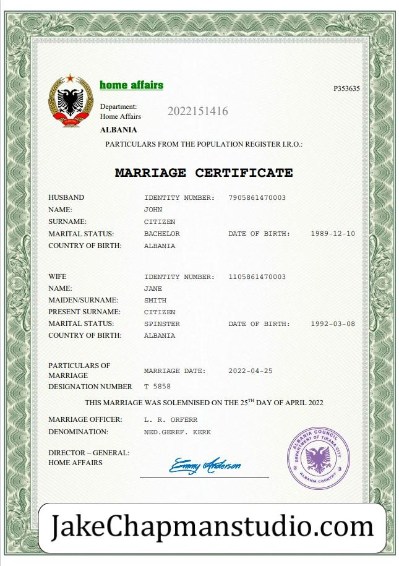 home affairs
P353635
Department:
Home Affairs
2022151416
ALBANIA
PARTICULARS FROM THE POPULATION REGISTER I.R.O.:
MARRIAGE CERTIFICATE
HUSBAND IDENTITY NUMBER: 7905861470003
NAME: JOHN
SURNAME: CITIZEN
MARITAL STATUS: BACHELOR DATE OF BIRTH: 1989-12-10
COUNTRY OF BIRTH: ALBANIA
WIFE IDENTITY NUMBER: 1105861470003
NAME: JANE
MAIDEN/SURNAME: SMITH
PRESENT SURNAME: CITIZEN
MARITAL STATUS: SPINSTER DATE OF BIRTH: 1992-03-08
COUNTRY OF BIRTH: ALBANIA
PARTICULARS OF
MARRIAGE MARRIAGE DATE: 2022-04-25
DESIGNATION NUMBER T 5858
THIS MARRIAGE WAS SOLEMNISED ON THE 25TH DAY OF APRIL 2022
MARRIAGE OFFICER: L. R. ORFERR
DENOMINATION: NED.GEREF. KERK
DIRECTOR – GENERAL:
HOME AFFAIRS
Emmy Anderson
ALBANIA COUNCIL
JakeChapmanstudio.com